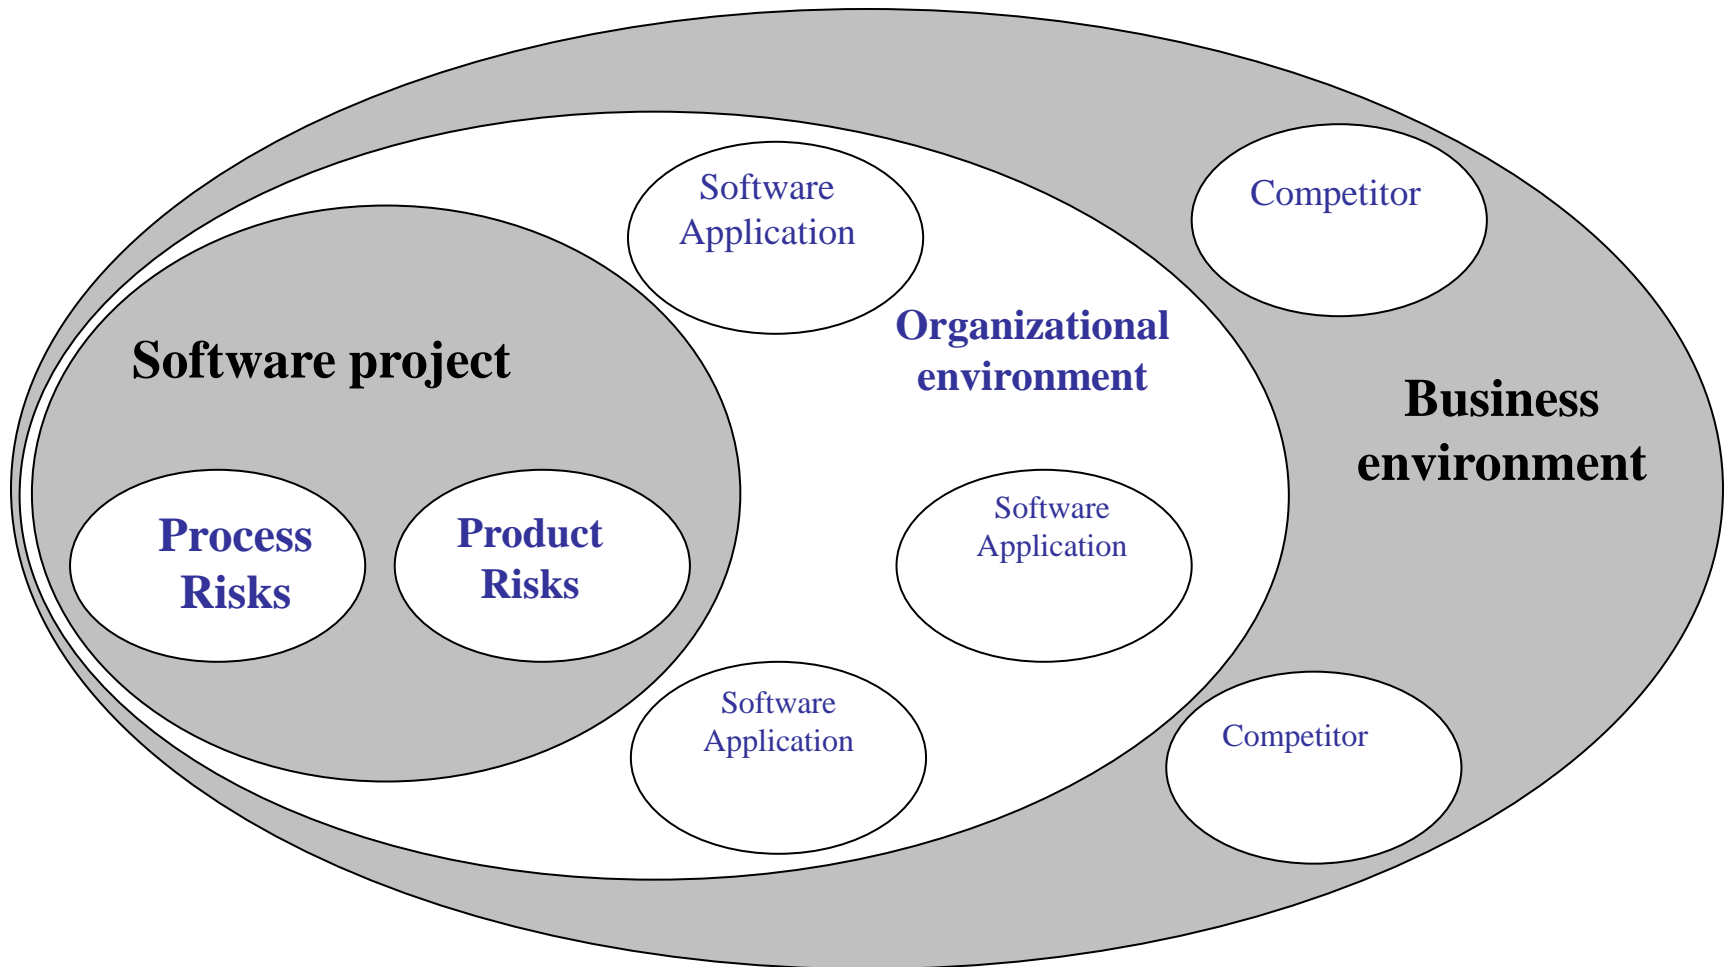 Software
Application
Competitor
Organizational
environment
Software project
Business
environment
Process
Risks
Product
Risks
Software
Application
Software
Application
Competitor